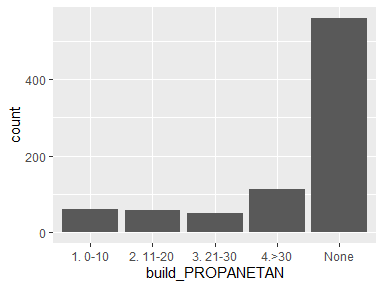 count
400
200
0
1. 0-10 2. 11-20 3. 21-30 4.>30 None
build_PROPANETAN